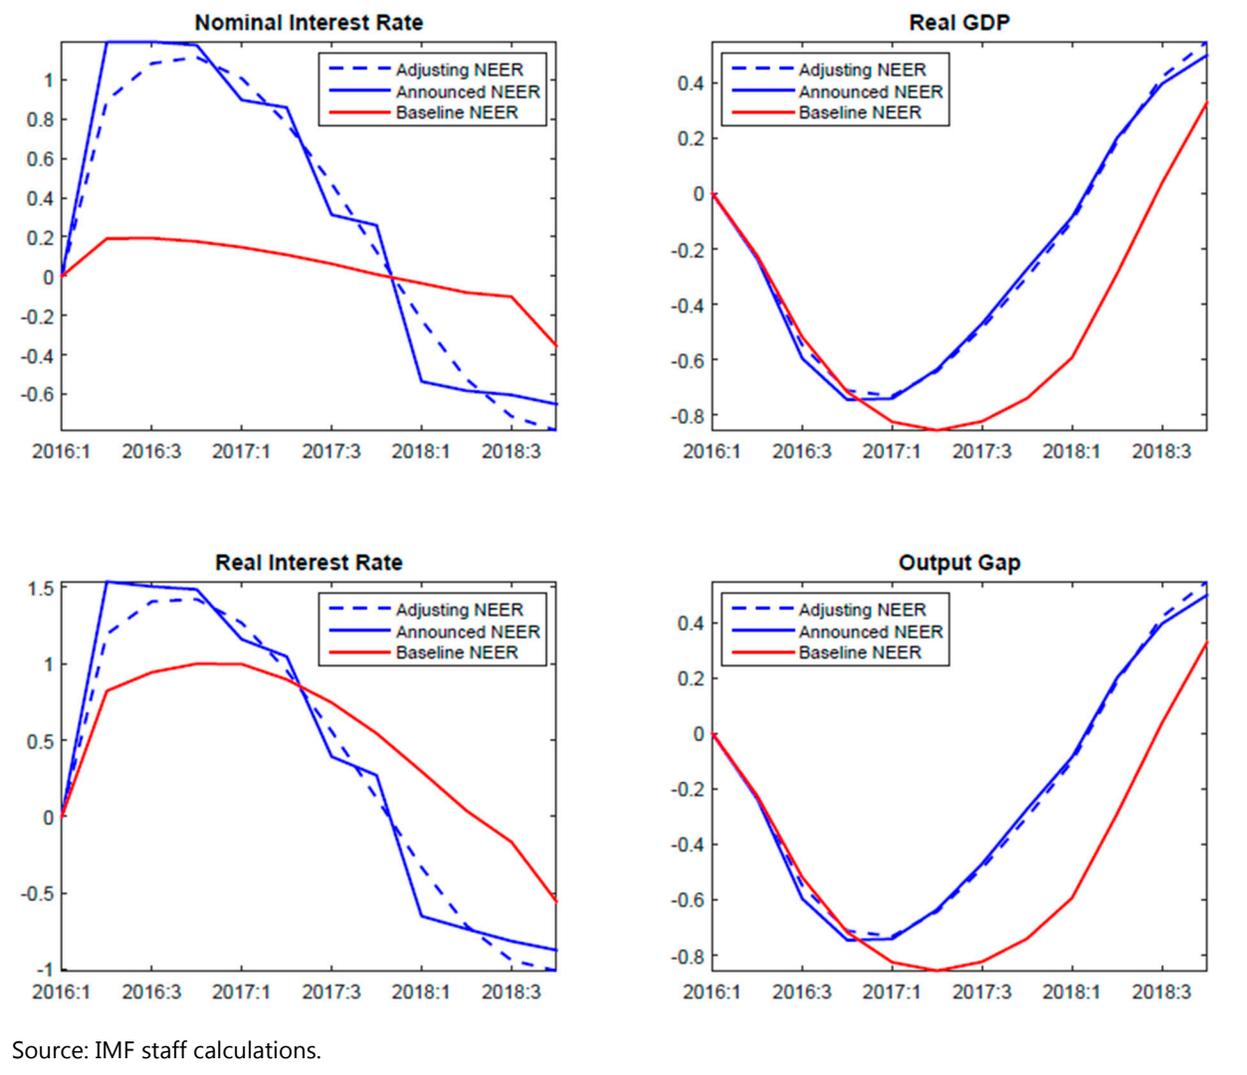 Nominal Interest Rate
Adjusting NEER
Announced NEER
Baseline NEER
1
0.8
0.6
0.4
0.2
0
-0.2
-0.4
-0.6
2016:1 2016:3 2017:1 2017:3 2018:1 2018:3
Real GDP
Adjusting NEER
Announced NEER
Baseline NEER
0.4
0.2
0
-0.2
-0.4
-0.6
-0.8
2016:1 2016:3 2017:1 2017:3 2018:1 2018:3
Real Interest Rate
Adjusting NEER
Announced NEER
Baseline NEER
1.5
1
0.5
0
-0.5
-1
2016:1 2016:3 2017:1 2017:3 2018:1 2018:3
Output Gap
Adjusting NEER
Announced NEER
Baseline NEER
0.4
0.2
0
-0.2
-0.4
-0.6
-0.8
2016:1 2016:3 2017:1 2017:3 2018:1 2018:3
Source: IMF staff calculations.